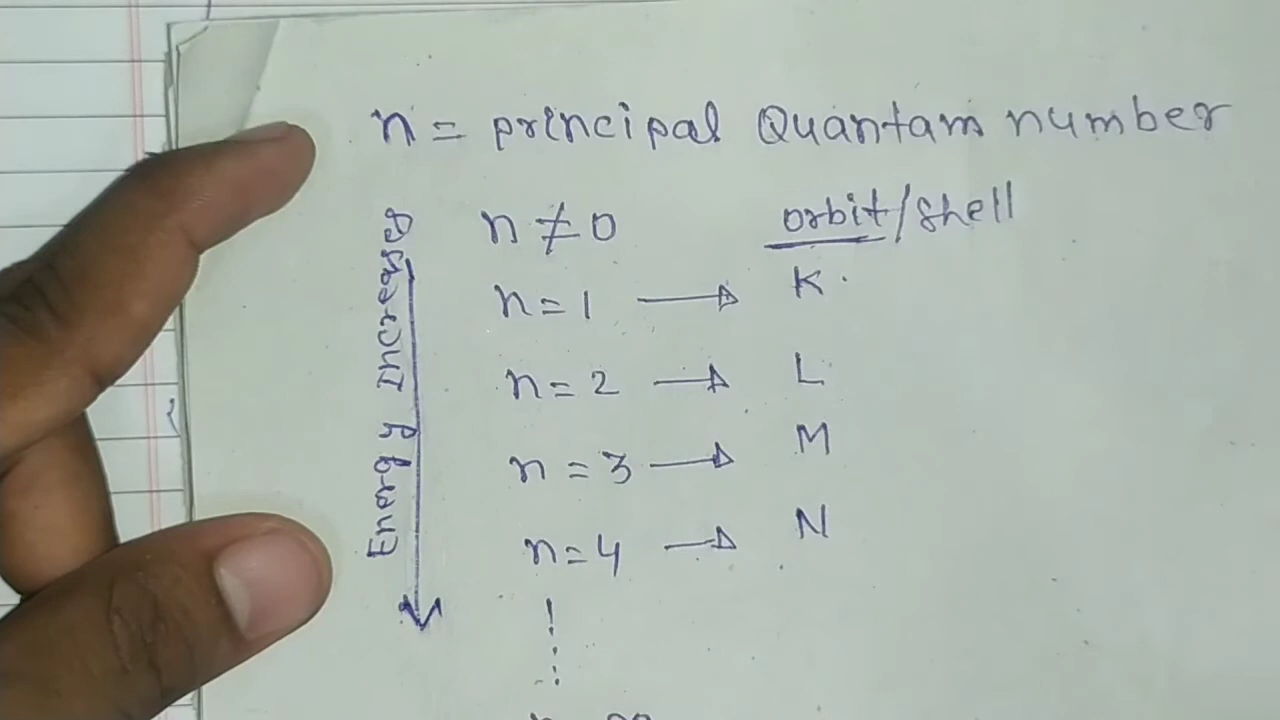 n = principal Quantam number
n ≠ 0 orbit/shell
n = 1 → K.
n = 2 → L
n = 3 → M
n = 4 → N
Energy Increases